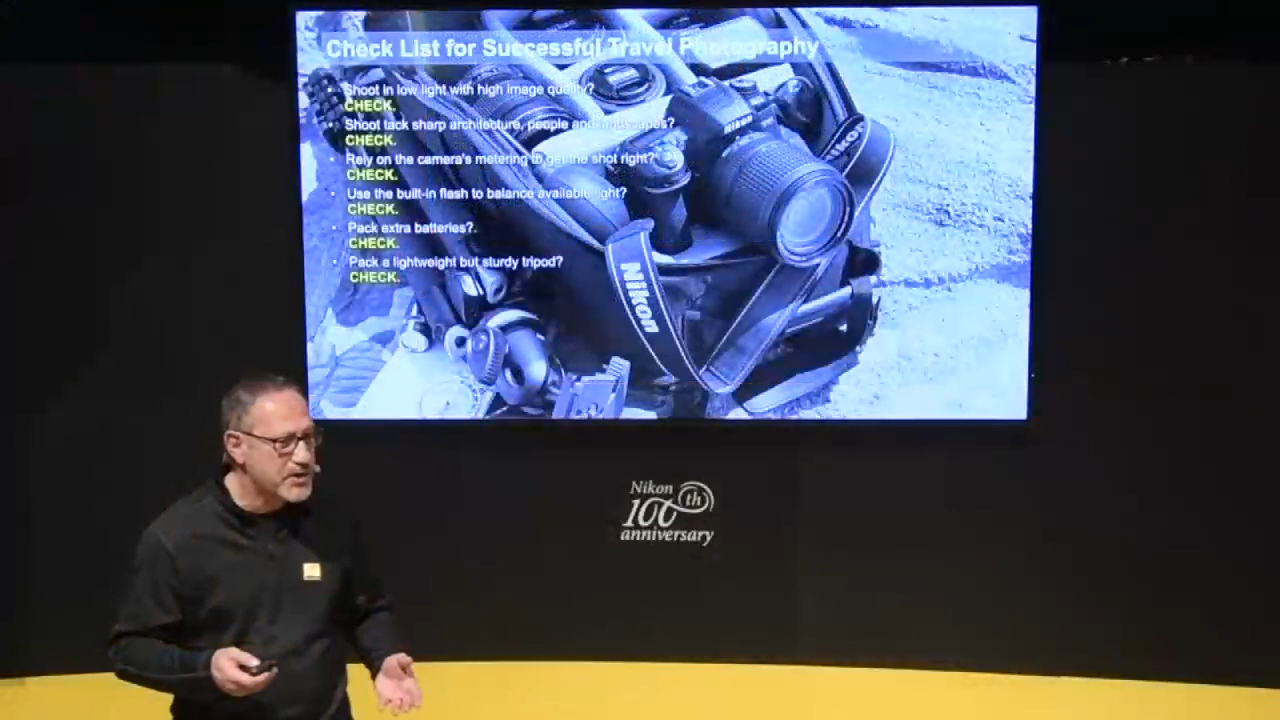 Check List for Successful Travel Photography
• Shoot in low light with high image quality?
CHECK.
• Shoot tack sharp architecture, people and landscapes?
CHECK.
• Rely on the camera's metering to get the shot right?
CHECK.
• Use the built-in flash to balance available light?
CHECK.
• Pack extra batteries?.
CHECK.
• Pack a lightweight but sturdy tripod?
CHECK.
Nikon
Nikon
Nikon
Nikon
100th
anniversary